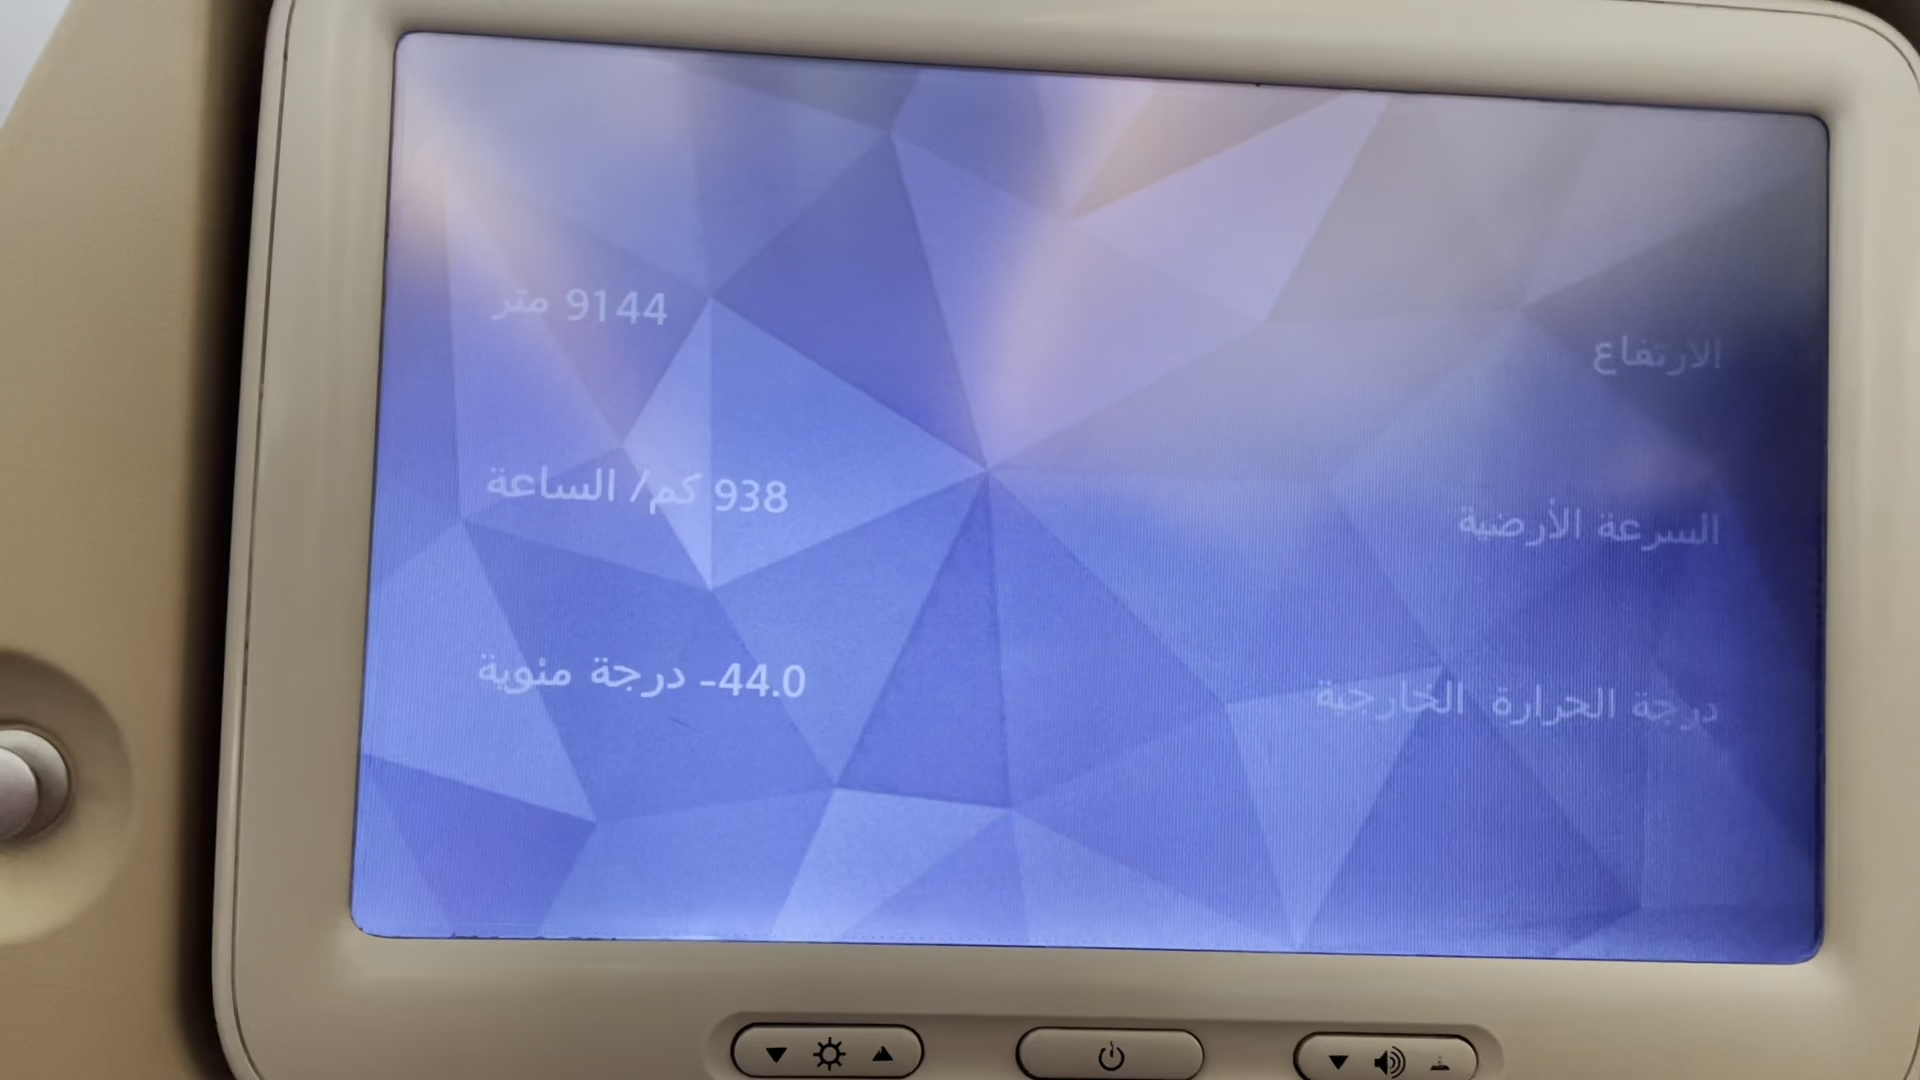 الارتفاع 9144 متر
السرعة الأرضية 938 كم/ الساعة
درجة الحرارة الخارجية -44.0 درجة مئوية